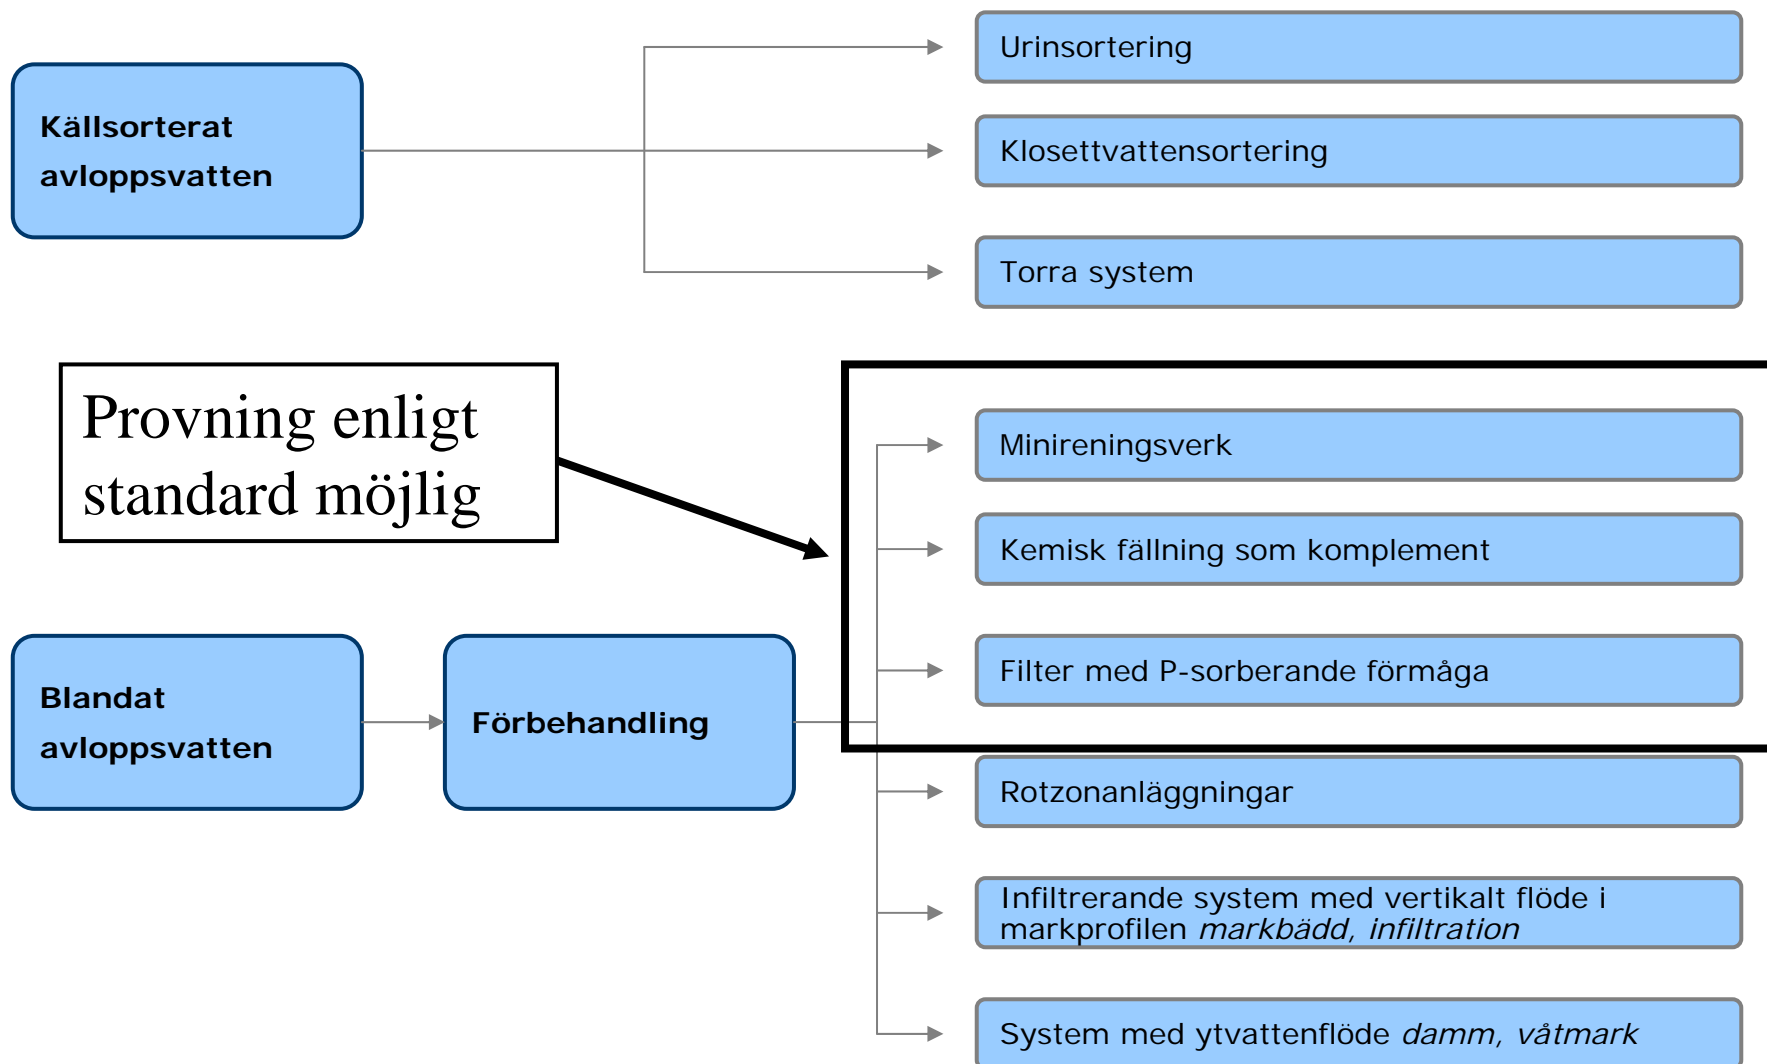 Urinsortering
Källsorterat
avloppsvatten
Klosettvattensortering
Torra system
Provning enligt
standard möjlig
Minireningsverk
Kemisk fällning som komplement
Filter med P-sorberande förmåga
Blandat
avloppsvatten
Förbehandling
Rotzonanläggningar
Infiltrerande system med vertikalt flöde i
markprofilen markbädd, infiltration
System med ytvattenflöde damm, våtmark